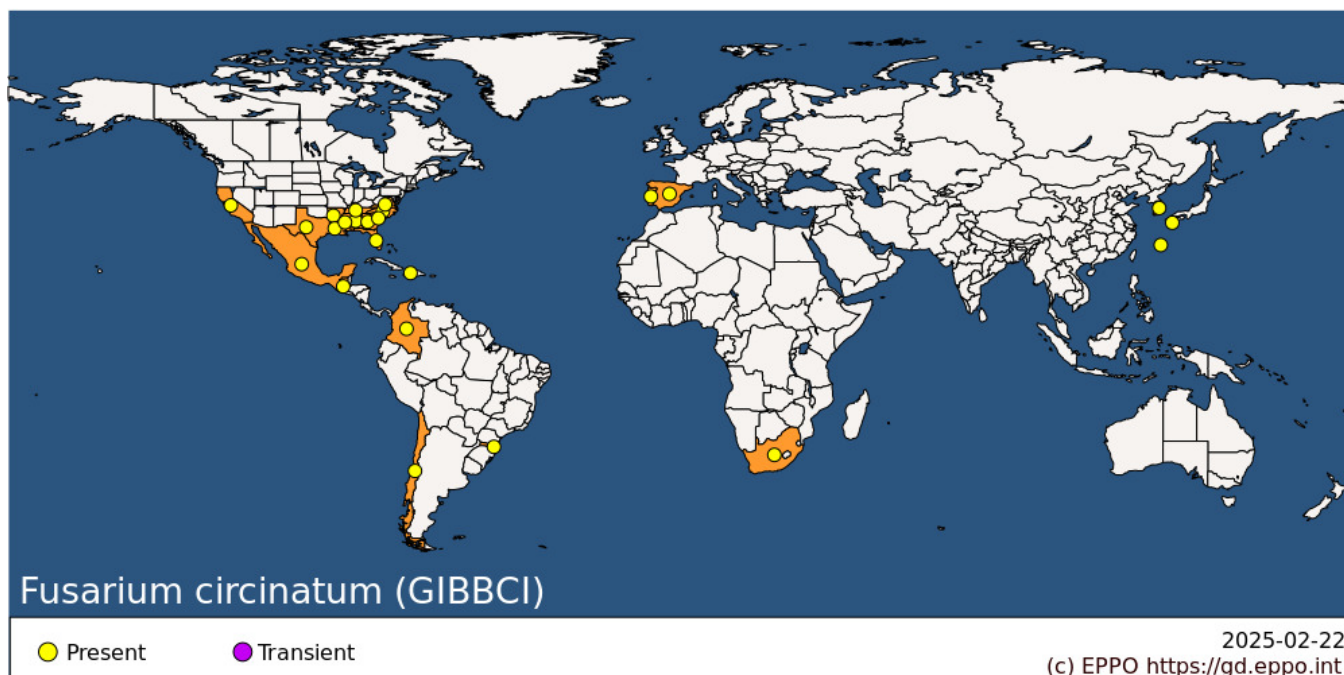 Fusarium circinatum (GIBBCI)
Present
Transient
2025-02-22
(c) EPPO https://gd.eppo.int